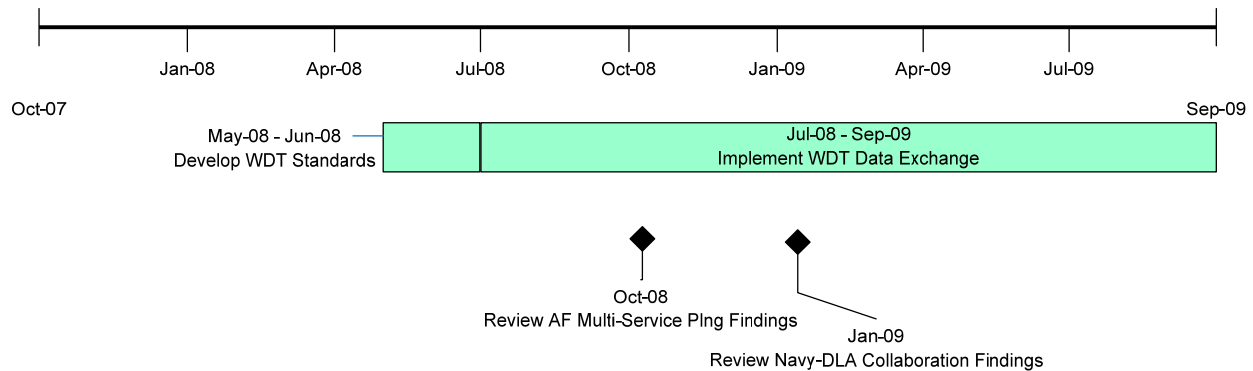 Jan-08
Apr-08
Jul-08
Oct-08
Jan-09
Apr-09
Jul-09
Oct-07
Sep-09
May-08 - Jun-08
Develop WDT Standards
Jul-08 - Sep-09
Implement WDT Data Exchange
Oct-08
Review AF Multi-Service Plng Findings
Jan-09
Review Navy-DLA Collaboration Findings